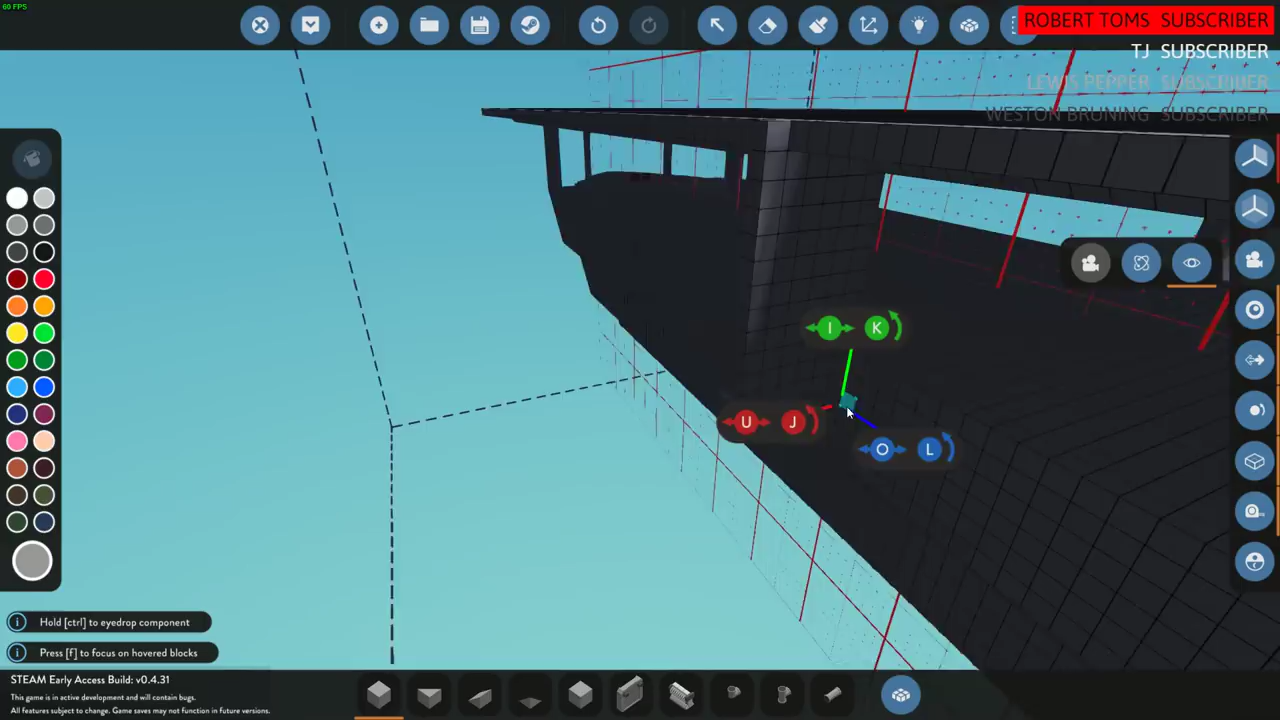 60 FPS
ROBERT TOMS SUBSCRIBER
TJ SUBSCRIBER
LEWIS PEPPER SUBSCRIBER
WESTON BRUNING SUBSCRIBER
I K
U J
O L
Hold [ctrl] to eyedrop component
Press [f] to focus on hovered blocks
STEAM Early Access Build: v0.4.31
This game is in active development and will contain bugs.
All features subject to change. Game saves may not function in future versions.